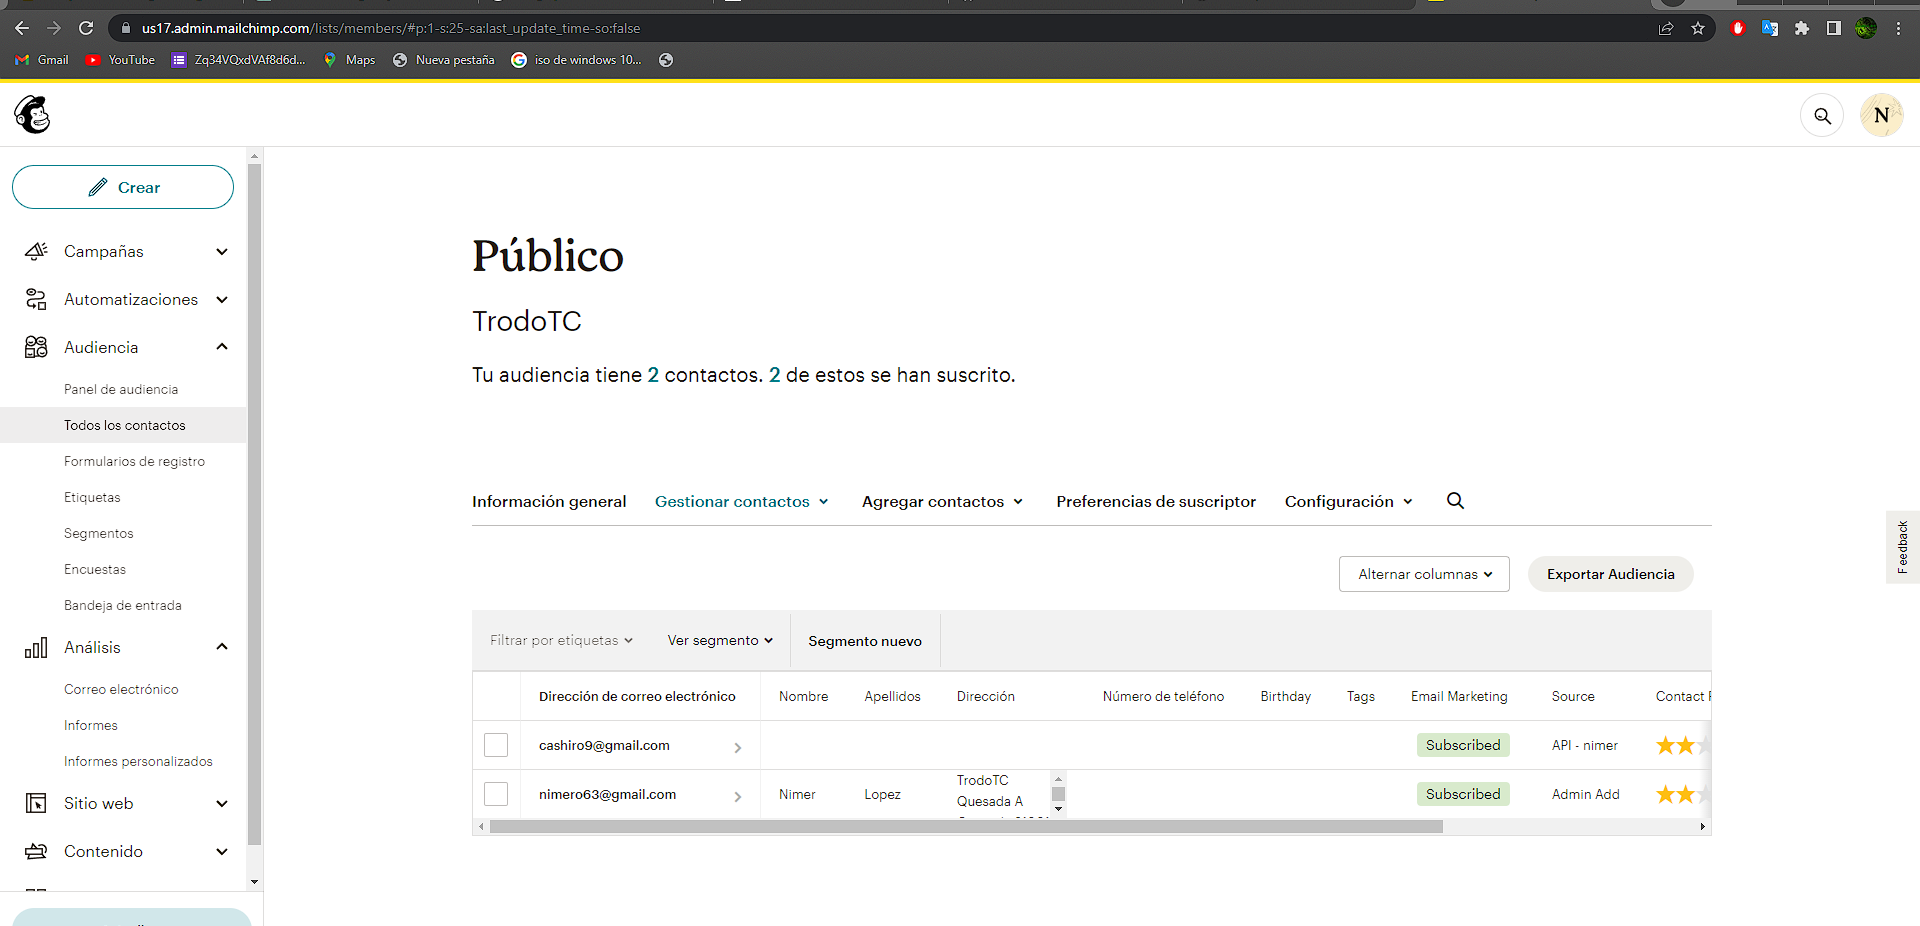 us17.admin.mailchimp.com/lists/members/#p:1-s:25-sa:last_update_time-so:false
Gmail YouTube Zq34VQxdVAf8d6d... Maps Nueva pestaña iso de windows 10...
N
Crear
Campañas
Automatizaciones
Audiencia
Panel de audiencia
Todos los contactos
Formularios de registro
Etiquetas
Segmentos
Encuestas
Bandeja de entrada
Análisis
Correo electrónico
Informes
Informes personalizados
Sitio web
Contenido
Público
TrodoTC
Tu audiencia tiene 2 contactos. 2 de estos se han suscrito.
Información general Gestionar contactos Agregar contactos Preferencias de suscriptor Configuración
Alternar columnas Exportar Audiencia
Filtrar por etiquetas Ver segmento Segmento nuevo
Dirección de correo electrónico Nombre Apellidos Dirección Número de teléfono Birthday Tags Email Marketing Source Contact
cashiro9@gmail.com Subscribed API - nimer
nimero63@gmail.com Nimer Lopez TrodoTC Subscribed Admin Add
Quesada A
Feedback